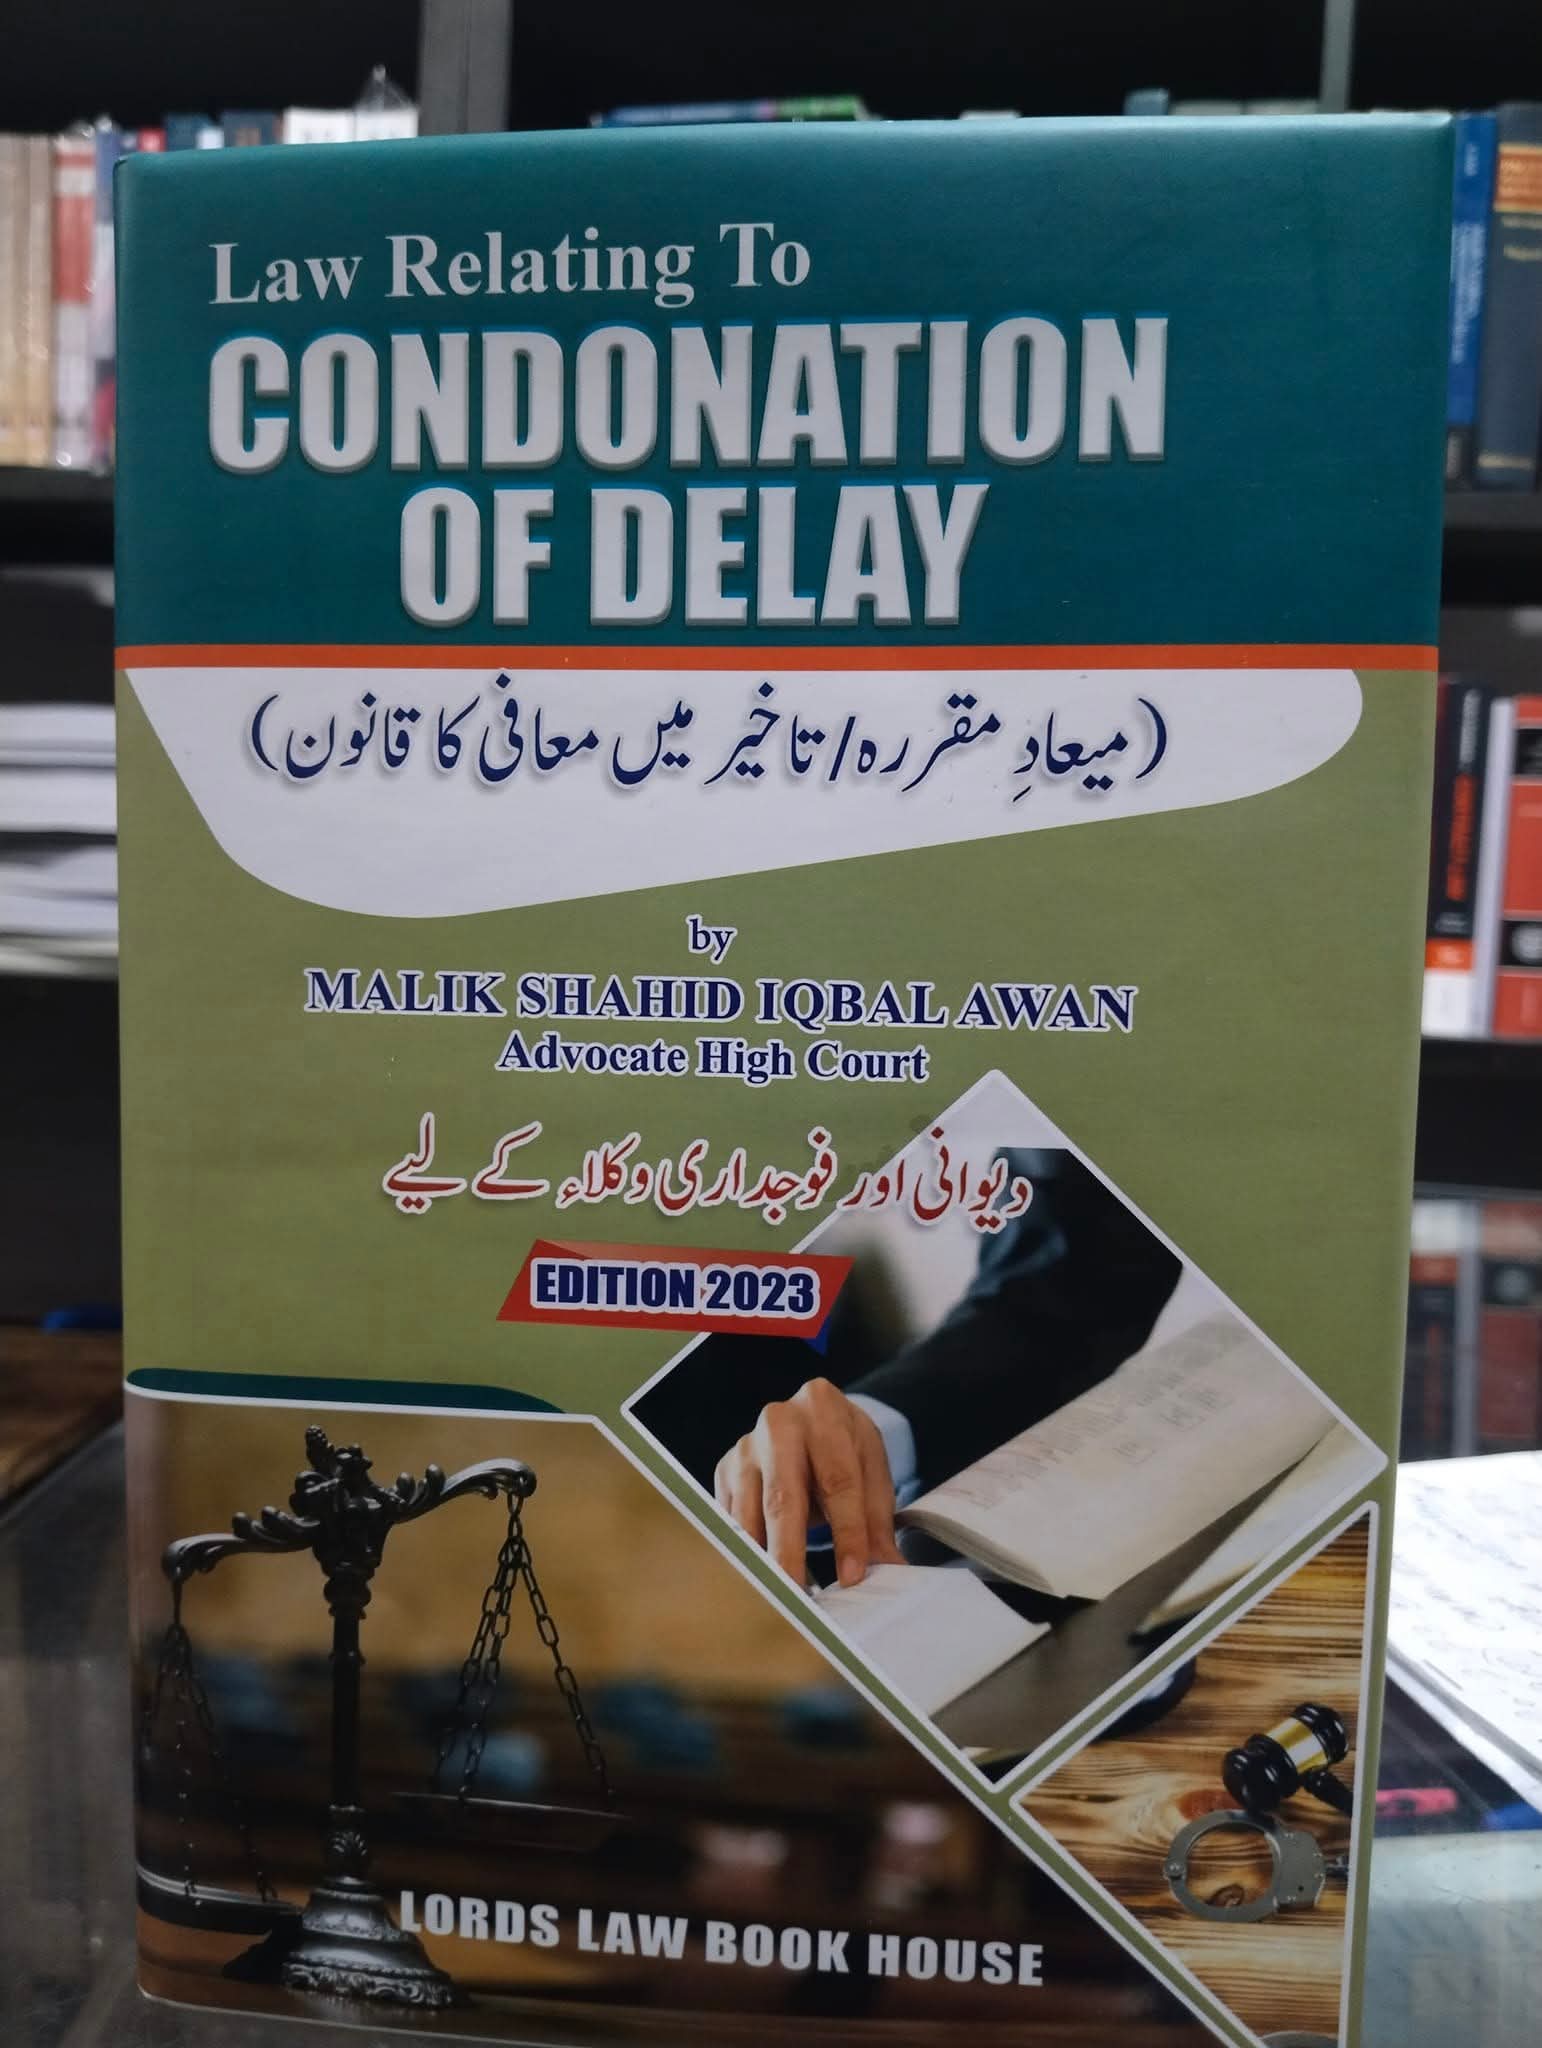 Law Relating To
CONDONATION
OF DELAY
(میعادِ مقررہ/تاخیر میں معافی کا قانون)
by
MALIK SHAHID IQBAL AWAN
Advocate High Court
دیوانی اور فوجداری وکلاء کے لیے
EDITION 2023
LORDS LAW BOOK HOUSE